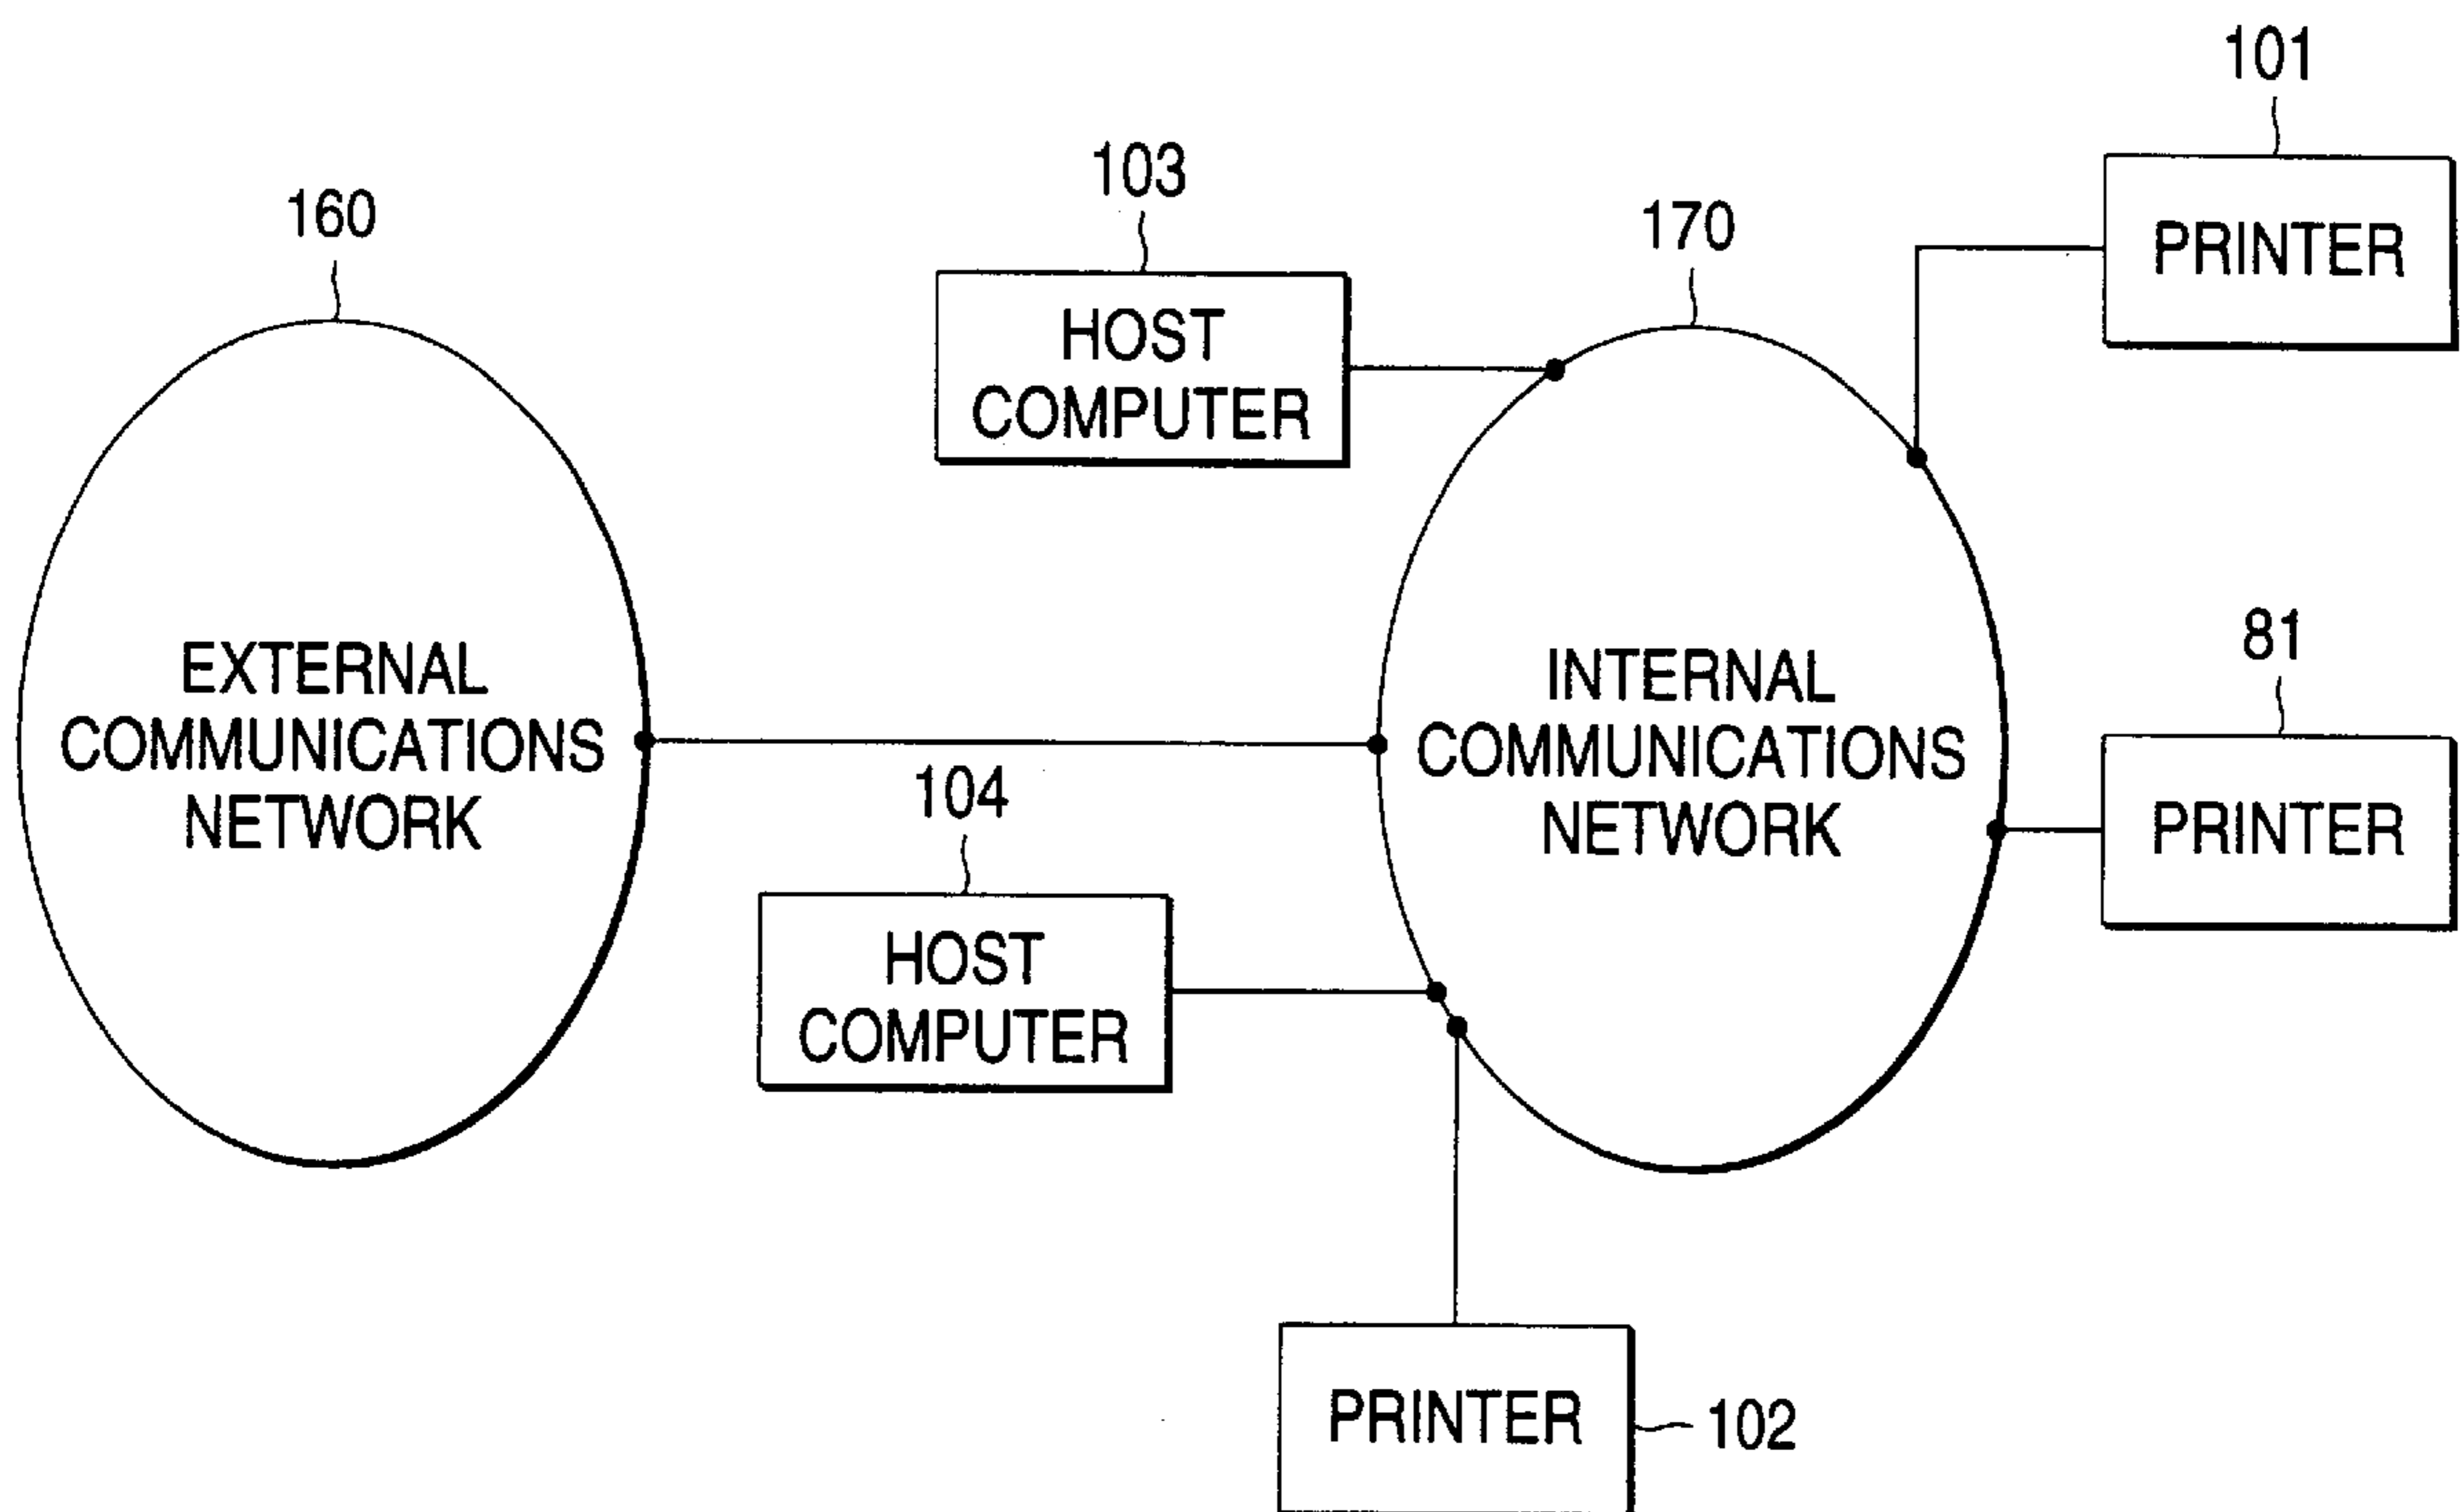 101
PRINTER
103
HOST
COMPUTER
160
170
EXTERNAL
COMMUNICATIONS
NETWORK
INTERNAL
COMMUNICATIONS
NETWORK
81
PRINTER
104
HOST
COMPUTER
PRINTER
102